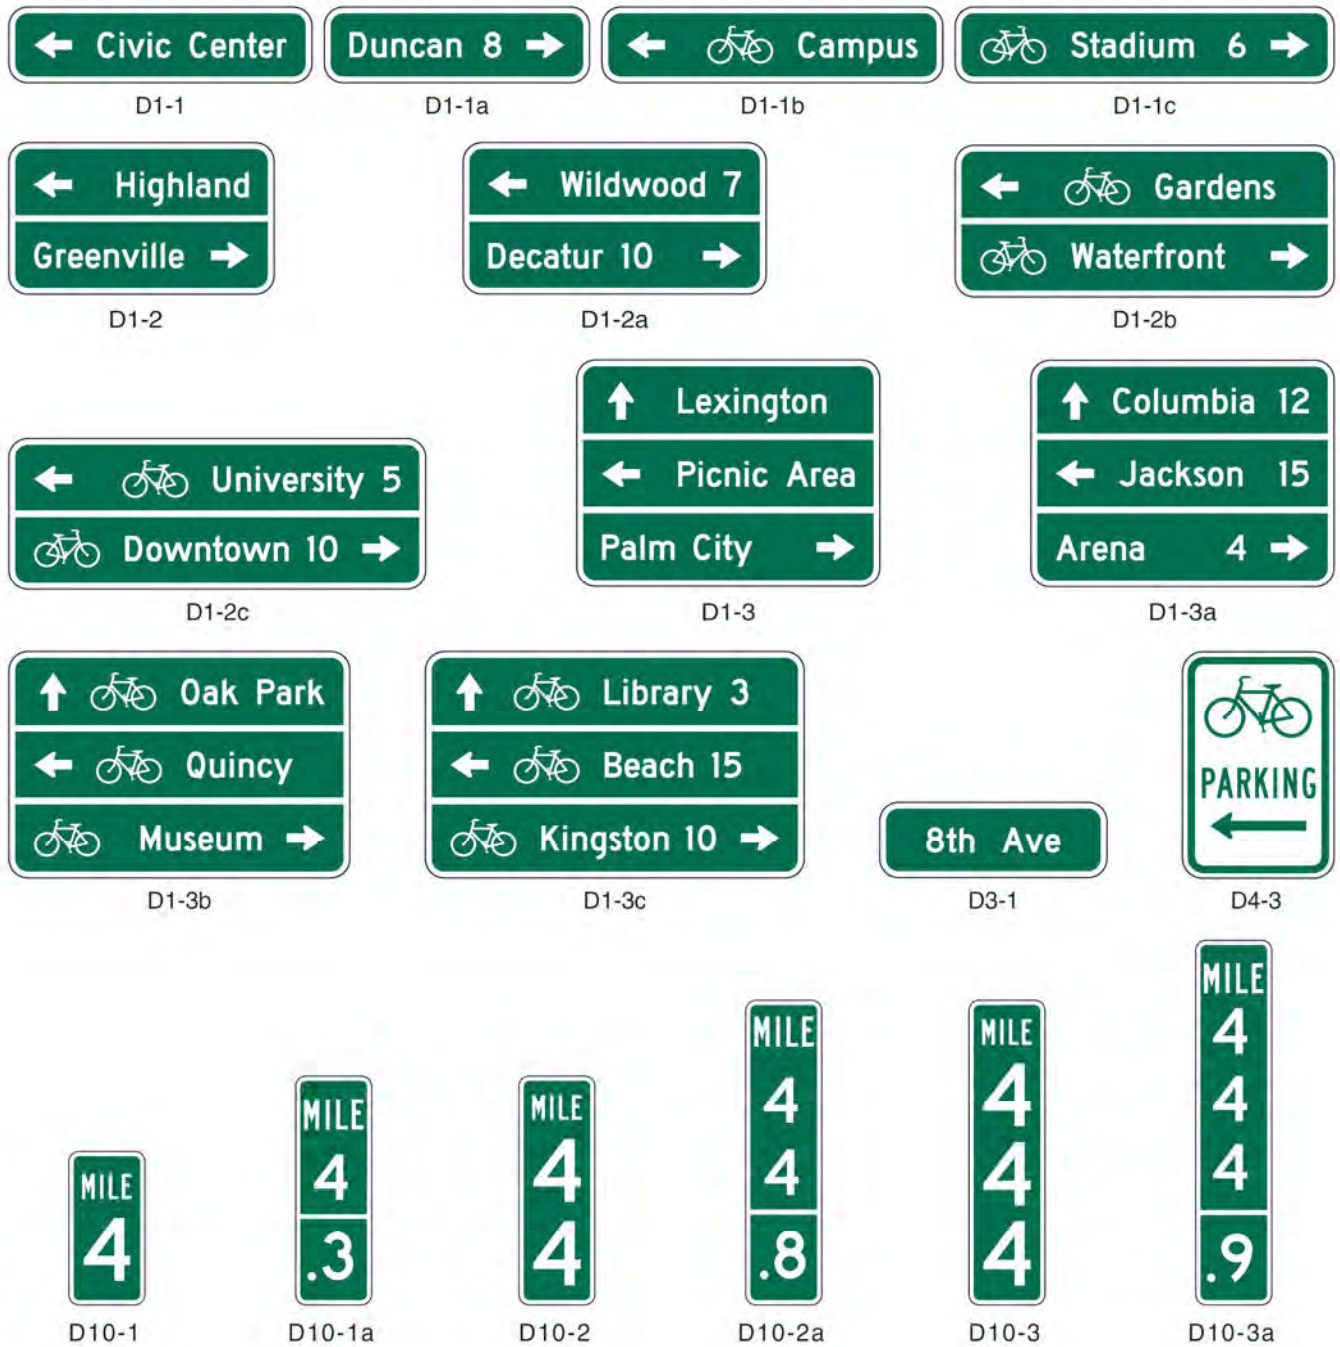 ← Civic Center
Duncan 8 →
← Campus
Stadium 6 →
D1-1
D1-1a
D1-1b
D1-1c
← Highland
Greenville →
← Wildwood 7
Decatur 10 →
← Gardens
Waterfront →
D1-2
D1-2a
D1-2b
← University 5
Downtown 10 →
↑ Lexington
← Picnic Area
Palm City →
↑ Columbia 12
← Jackson 15
Arena 4 →
D1-2c
D1-3
D1-3a
↑ Oak Park
← Quincy
Museum →
↑ Library 3
← Beach 15
Kingston 10 →
8th Ave
PARKING
←
D1-3b
D1-3c
D3-1
D4-3
MILE
4
MILE
4
.3
MILE
4
4
MILE
4
4
.8
MILE
4
4
4
MILE
4
4
4
.9
D10-1
D10-1a
D10-2
D10-2a
D10-3
D10-3a